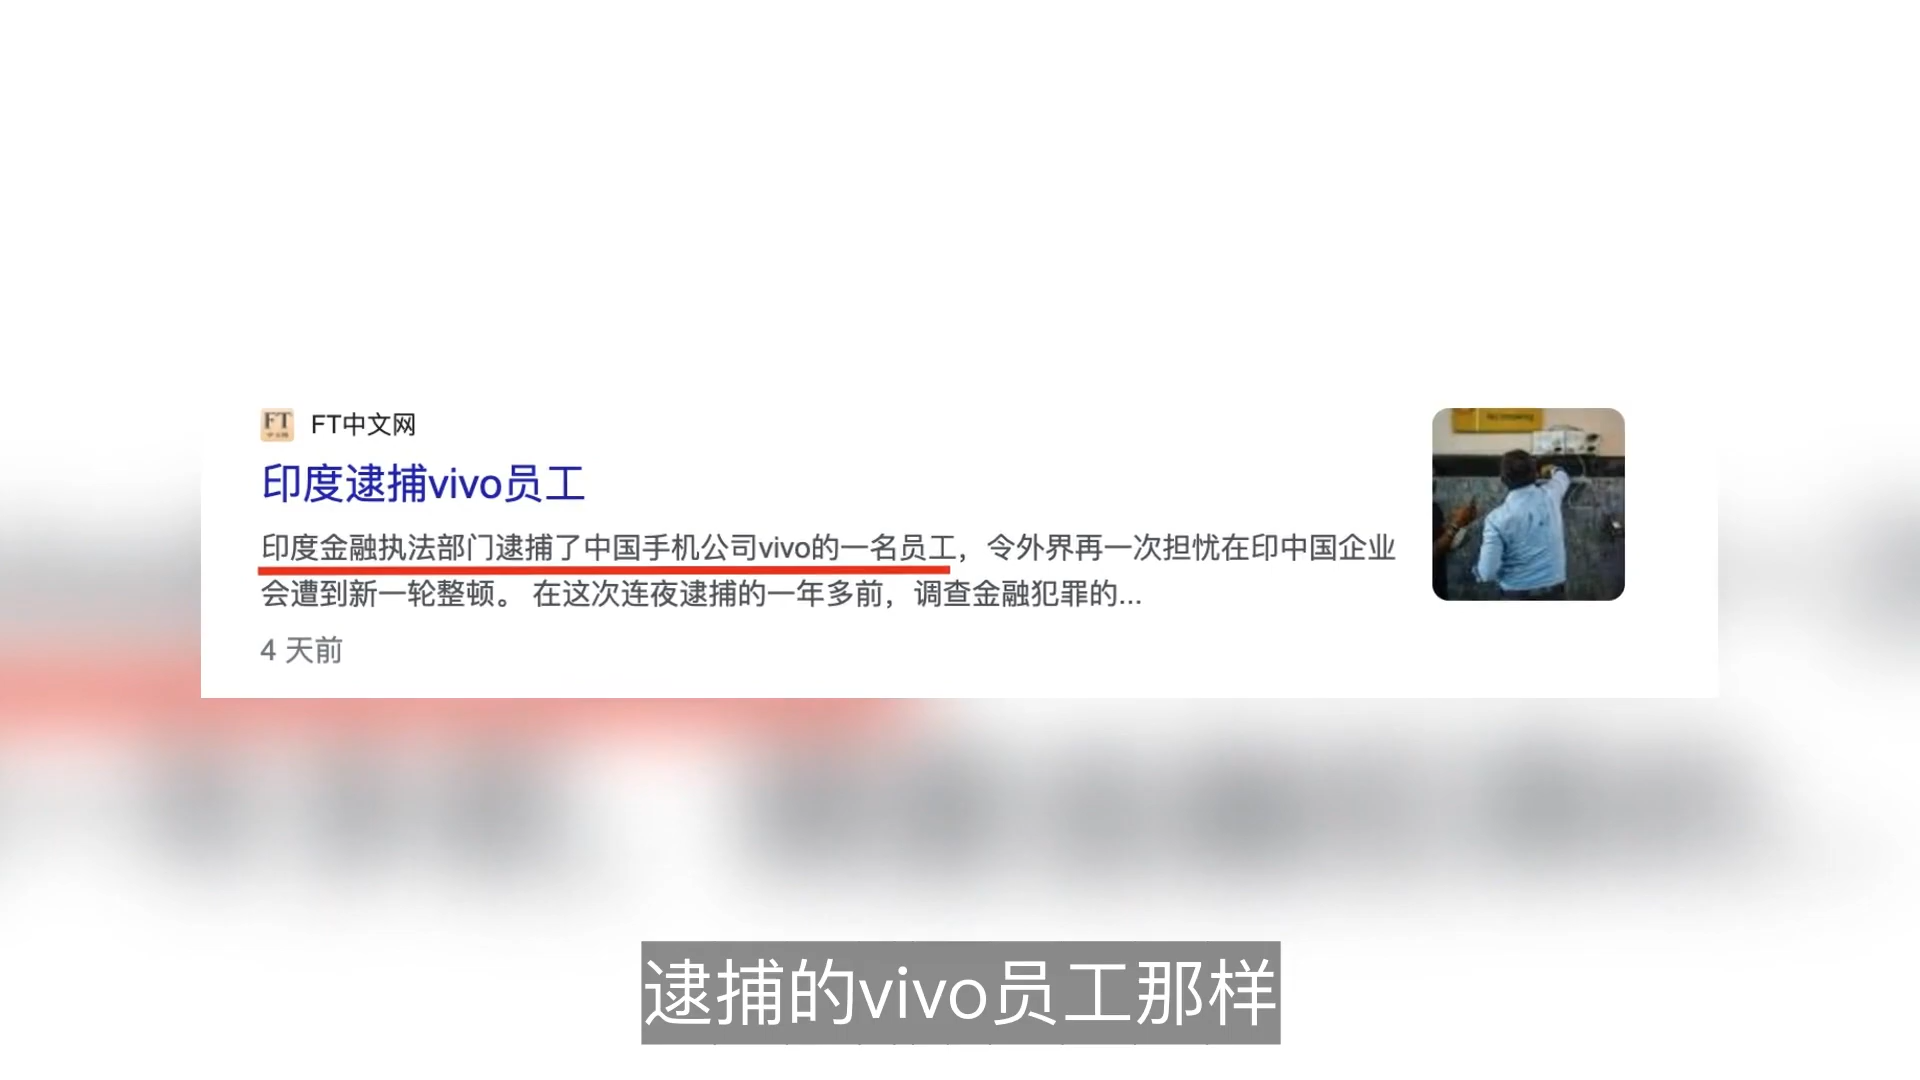 FT
FT中文网
印度逮捕vivo员工
印度金融执法部门逮捕了中国手机公司vivo的一名员工，令外界再一次担忧在印中国企业
会遭到新一轮整顿。 在这次连夜逮捕的一年多前，调查金融犯罪的...
4 天前
逮捕的vivo员工那样